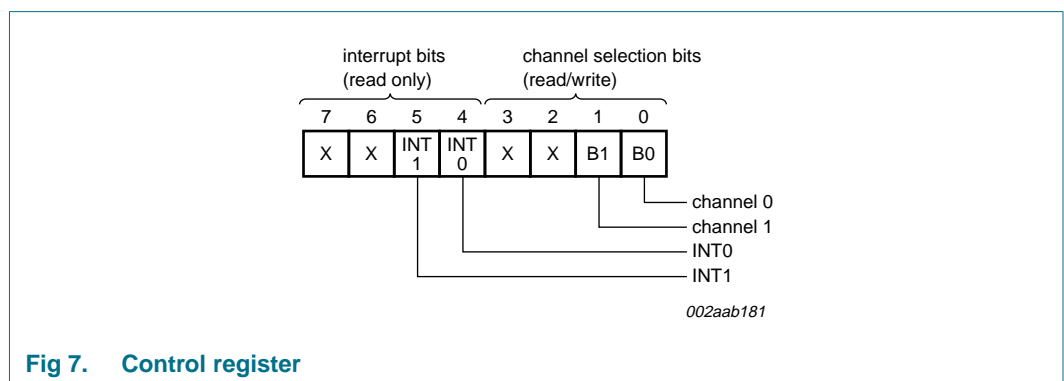 interrupt bits channel selection bits
(read only) (read/write)
7 6 5 4 3 2 1 0
X X INT 1 INT 0 X X B1 B0
channel 0
channel 1
INT0
INT1
002aab181
Fig 7. Control register